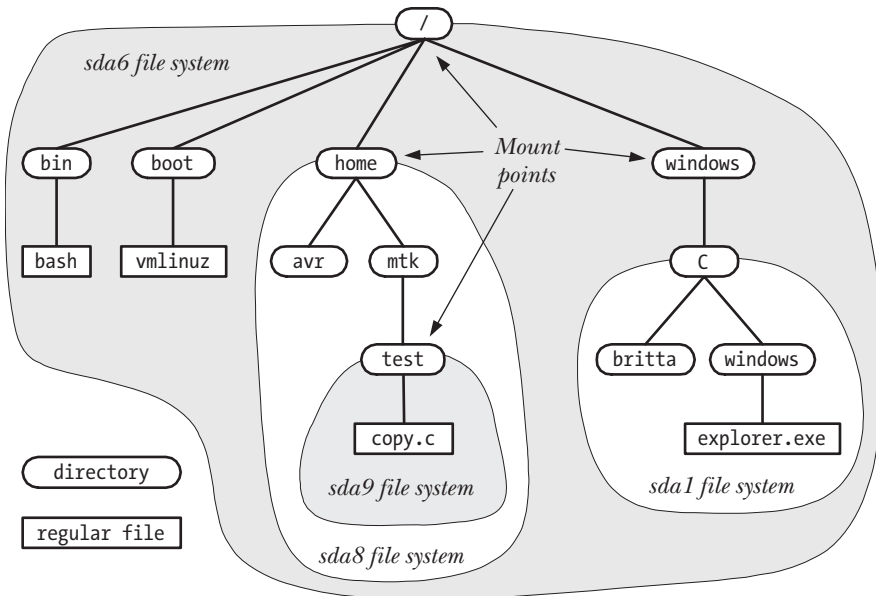 /
sda6 file system
bin
boot
home
Mount
points
windows
bash
vmlinuz
avr
mtk
C
test
britta
windows
copy.c
explorer.exe
directory
sda9 file system
sda1 file system
regular file
sda8 file system